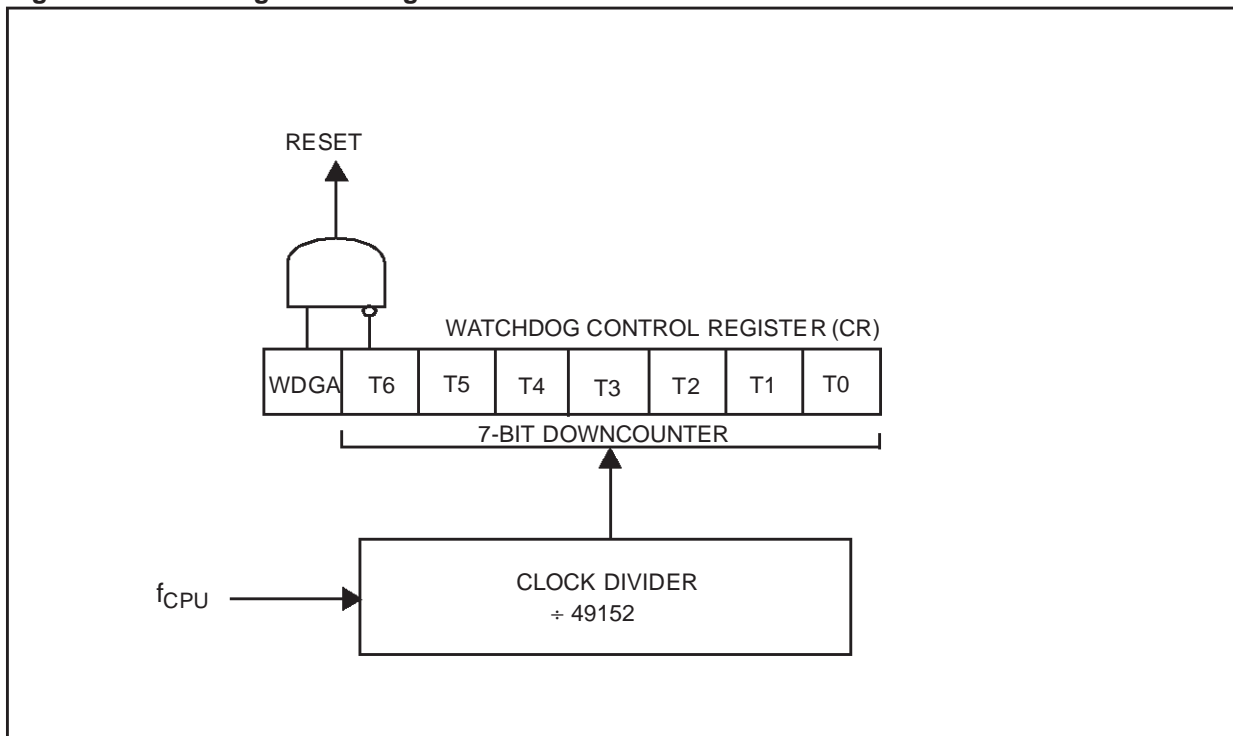 RESET
WATCHDOG CONTROL REGISTER (CR)
WDGA T6 T5 T4 T3 T2 T1 T0
7-BIT DOWNCOUNTER
fCPU
CLOCK DIVIDER
÷ 49152